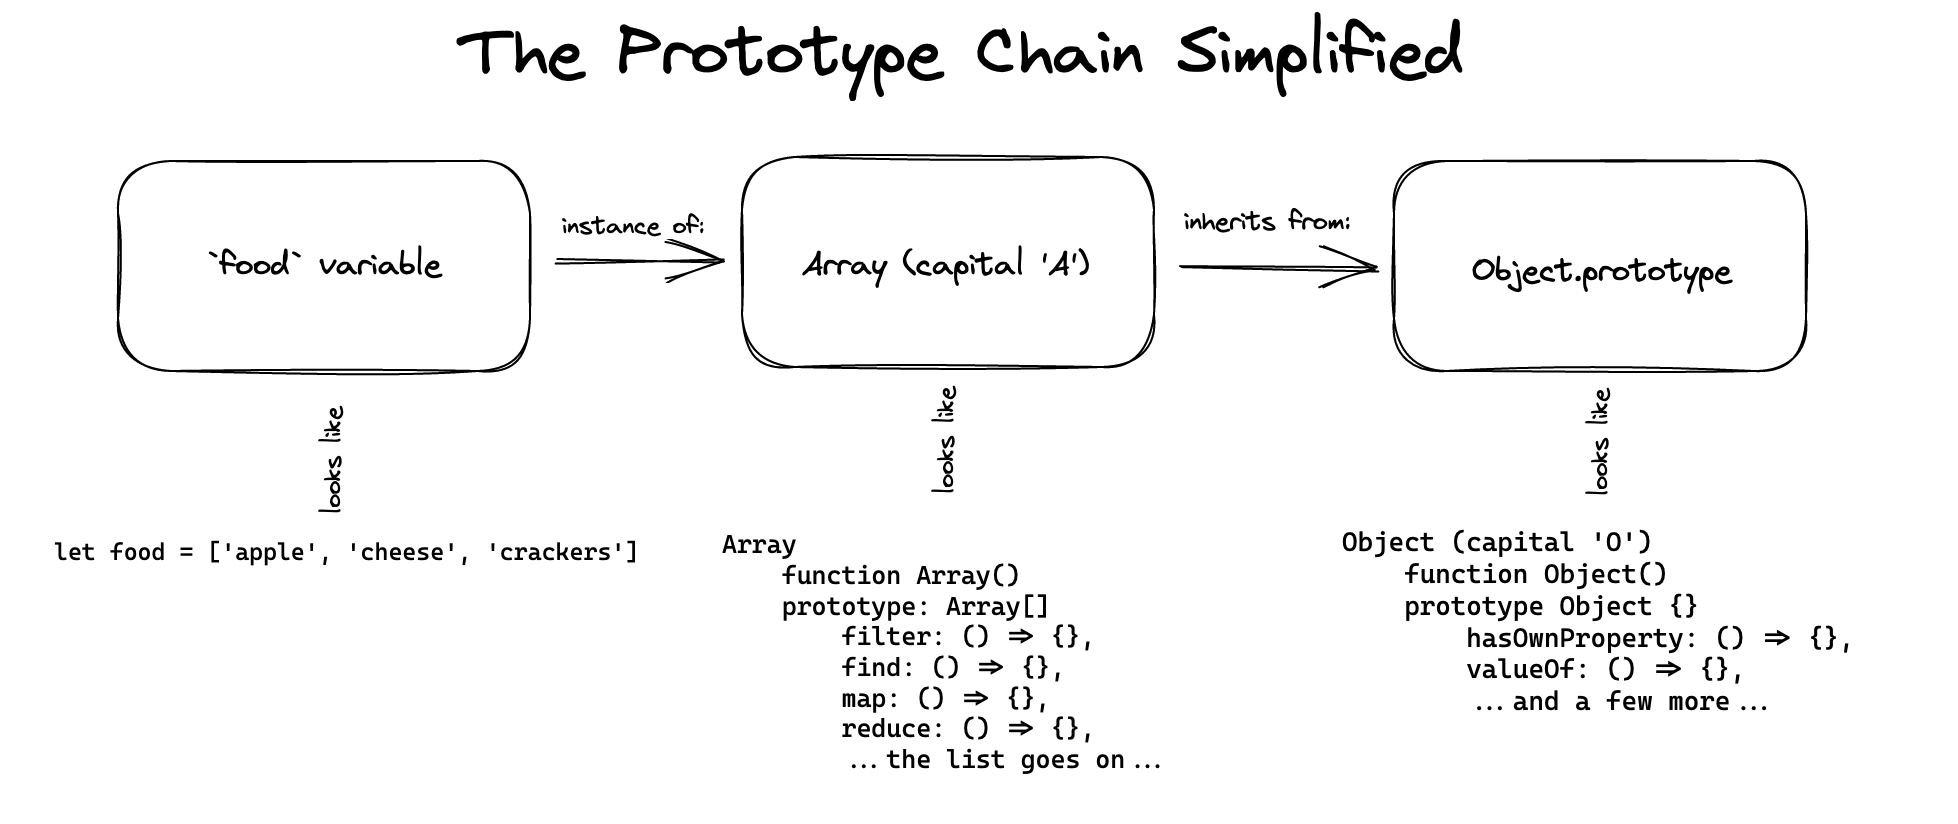 The Prototype Chain Simplified
`food` variable
instance of:
Array (capital 'A')
inherits from:
Object.prototype
looks like
looks like
looks like
let food = ['apple', 'cheese', 'crackers']
Array
function Array()
prototype: Array[]
filter: () => {},
find: () => {},
map: () => {},
reduce: () => {},
...the list goes on...
Object (capital 'O')
function Object()
prototype Object {}
hasOwnProperty: () => {},
valueOf: () => {},
...and a few more...